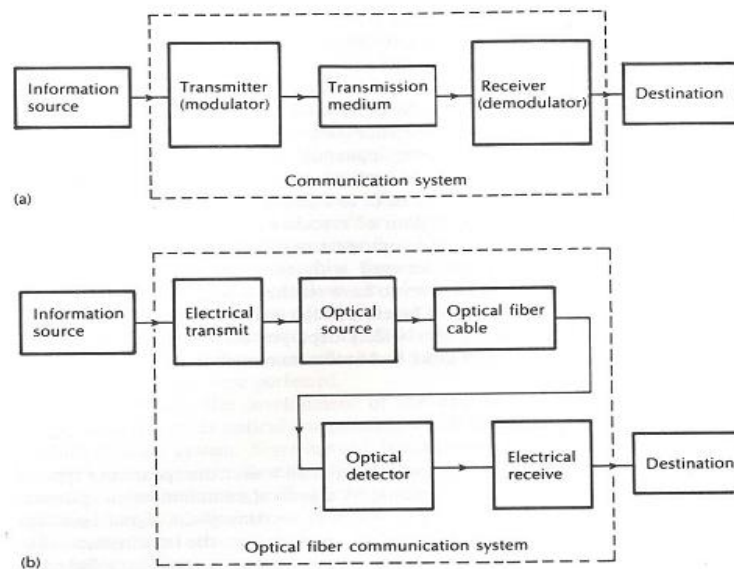 Information
source
Transmitter
(modulator)
Transmission
medium
Receiver
(demodulator)
Destination
Communication system
(a)
Information
source
Electrical
transmit
Optical
source
Optical fiber
cable
Optical
detector
Electrical
receive
Destination
Optical fiber communication system
(b)